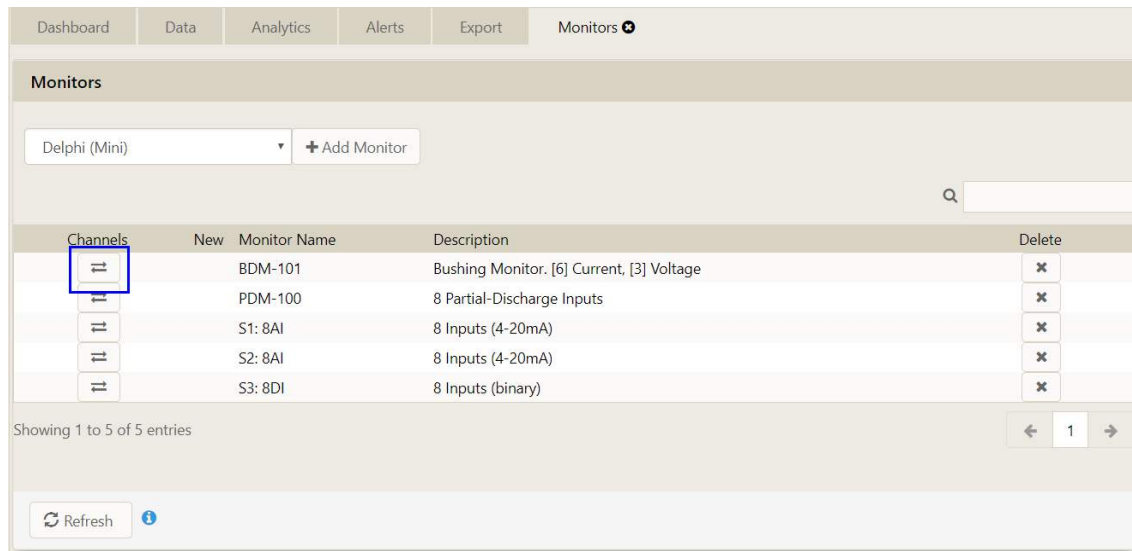 Dashboard Data Analytics Alerts Export Monitors
Monitors
Delphi (Mini) Add Monitor
Channels New Monitor Name Description Delete
BDM-101 Bushing Monitor. [6] Current, [3] Voltage
PDM-100 8 Partial-Discharge Inputs
S1: 8AI 8 Inputs (4-20mA)
S2: 8AI 8 Inputs (4-20mA)
S3: 8DI 8 Inputs (binary)
Showing 1 to 5 of 5 entries 1
Refresh